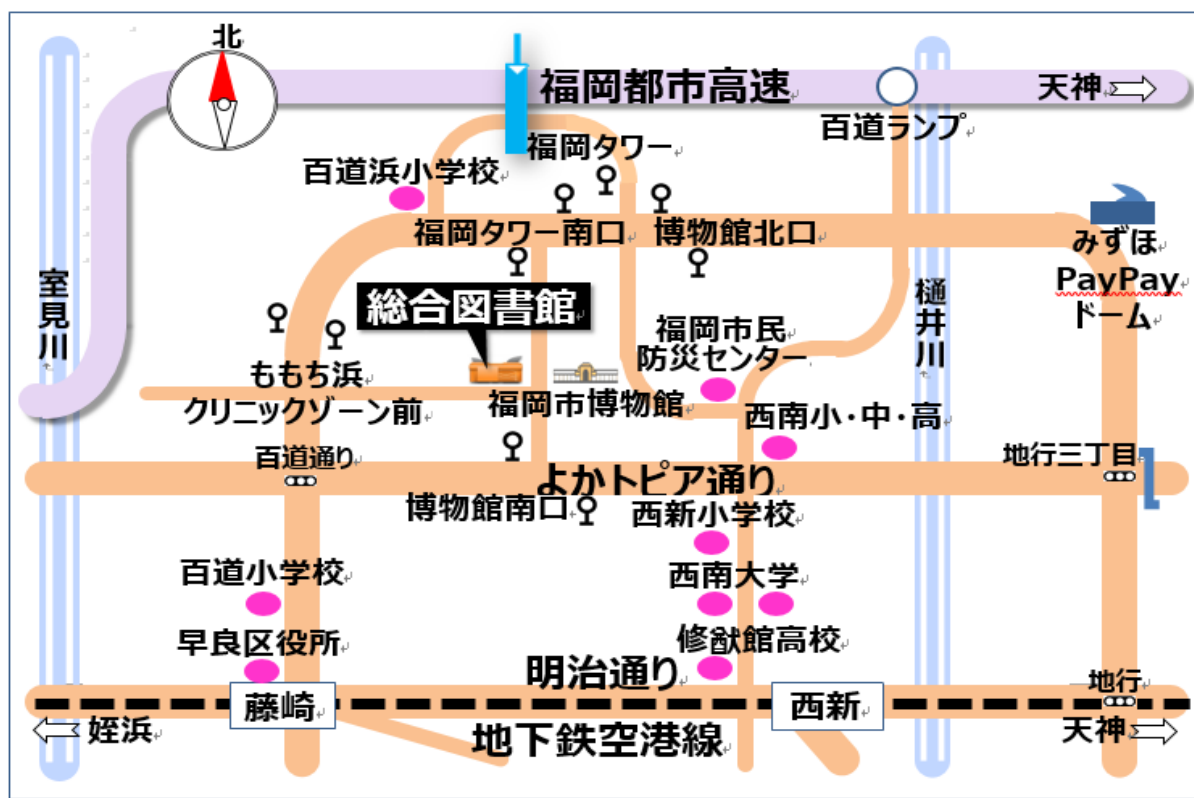 北
福岡都市高速
天神
百道ランプ
福岡タワー
百道浜小学校
福岡タワー南口
博物館北口
みずほ
PayPay
ドーム
室見川
樋井川
総合図書館
福岡市民
防災センター
ももち浜
クリニックゾーン前
福岡市博物館
西南小・中・高
百道通り
よかトピア通り
地行三丁目
博物館南口
西新小学校
百道小学校
西南大学
早良区役所
修猷館高校
明治通り
地行
藤崎
西新
姪浜
地下鉄空港線
天神